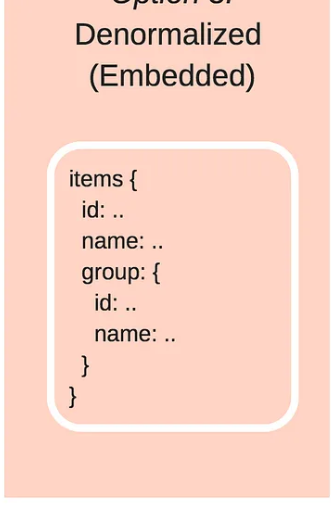 Denormalized
(Embedded)
items {
id: ..
name: ..
group: {
id: ..
name: ..
}
}